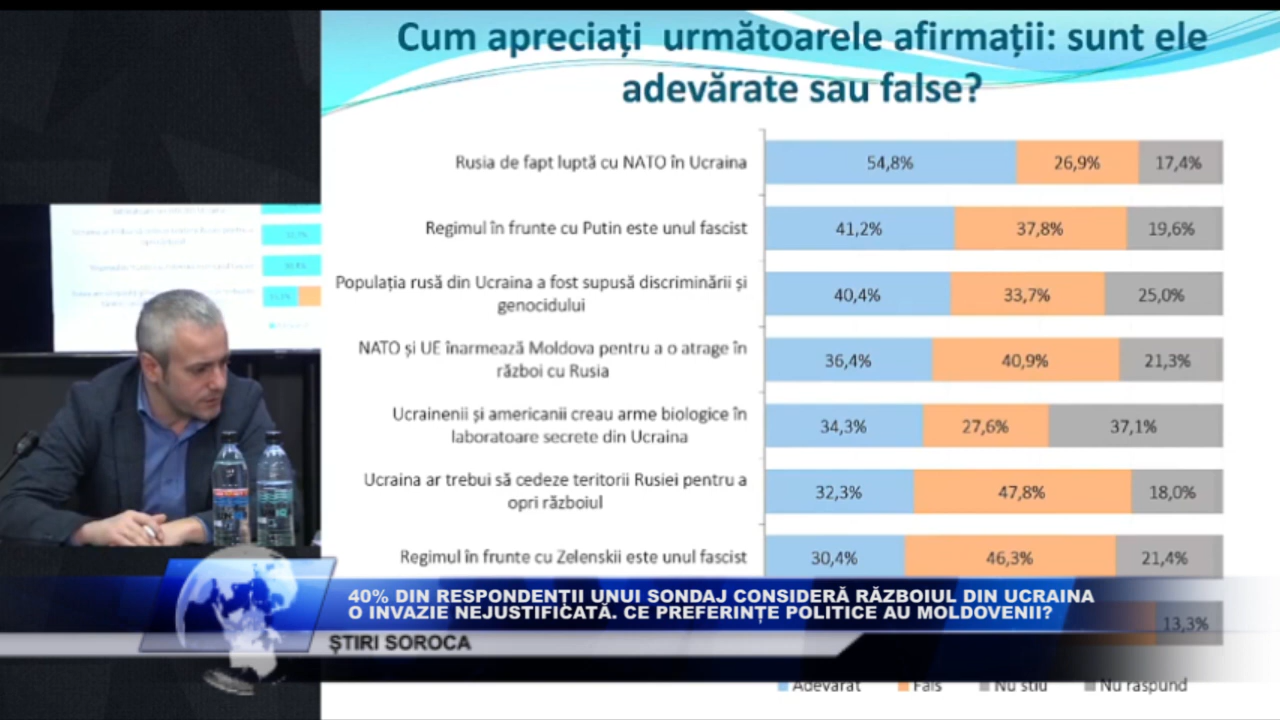 Cum apreciați următoarele afirmații: sunt ele
adevărate sau false?
Rusia de fapt luptă cu NATO în Ucraina
54,8%
26,9%
17,4%
Regimul în frunte cu Putin este unul fascist
41,2%
37,8%
19,6%
Populația rusă din Ucraina a fost supusă discriminării și
genocidului
40,4%
33,7%
25,0%
NATO și UE înarmează Moldova pentru a o atrage în
război cu Rusia
36,4%
40,9%
21,3%
Ucrainenii și americanii creau arme biologice în
laboratoare secrete din Ucraina
34,3%
27,6%
37,1%
Ucraina ar trebui să cedeze teritorii Rusiei pentru a
opri războiul
32,3%
47,8%
18,0%
Regimul în frunte cu Zelenskii este unul fascist
30,4%
46,3%
21,4%
13,3%
40% DIN RESPONDENȚII UNUI SONDAJ CONSIDERĂ RĂZBOIUL DIN UCRAINA
O INVAZIE NEJUSTIFICATĂ. CE PREFERINȚE POLITICE AU MOLDOVENII?
ȘTIRI SOROCA
Adevărat Fals Nu știu Nu răspund